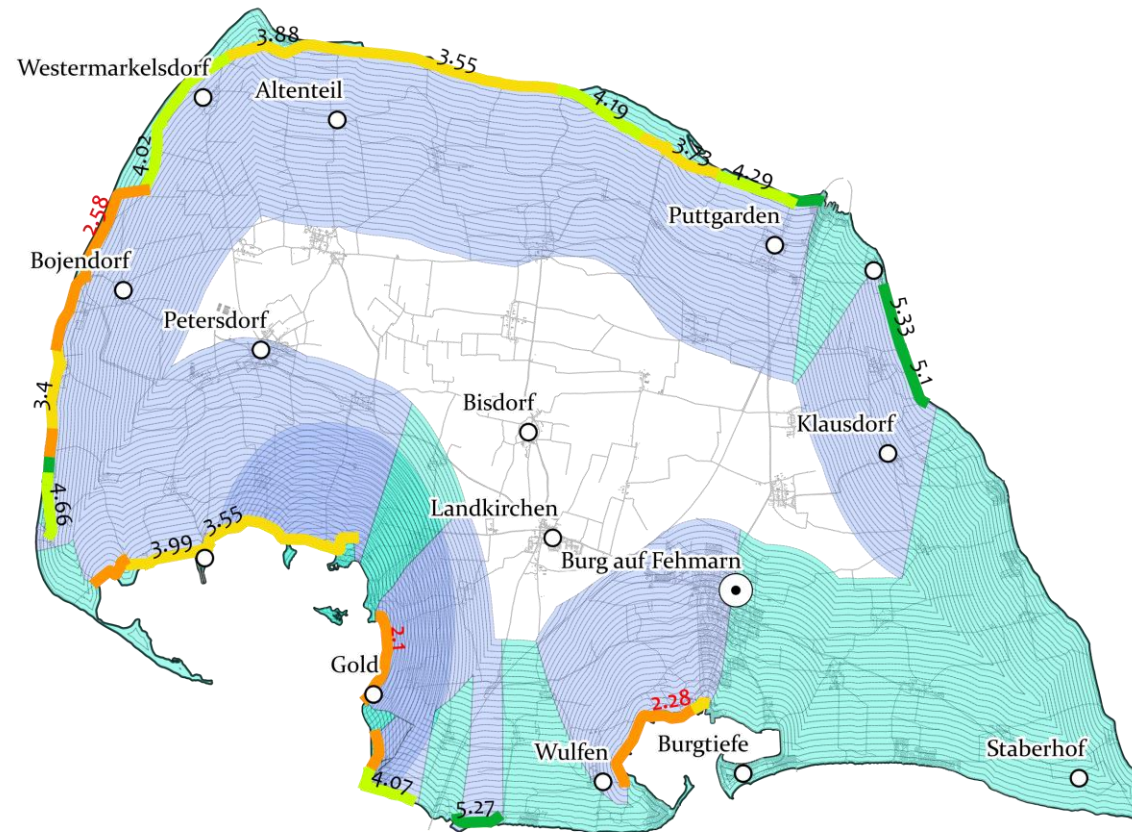 3.88
Westermarkelsdorf
3.55
Altenteil
4.19
4.02
3.73
4.29
2.58
Puttgarden
Bojendorf
Petersdorf
5.33
5.1
3.4
Bisdorf
Klausdorf
4.66
Landkirchen
3.55
3.99
Burg auf Fehmarn
2.1
Gold
2.28
Wulfen
Burgtiefe
Staberhof
4.07
5.27